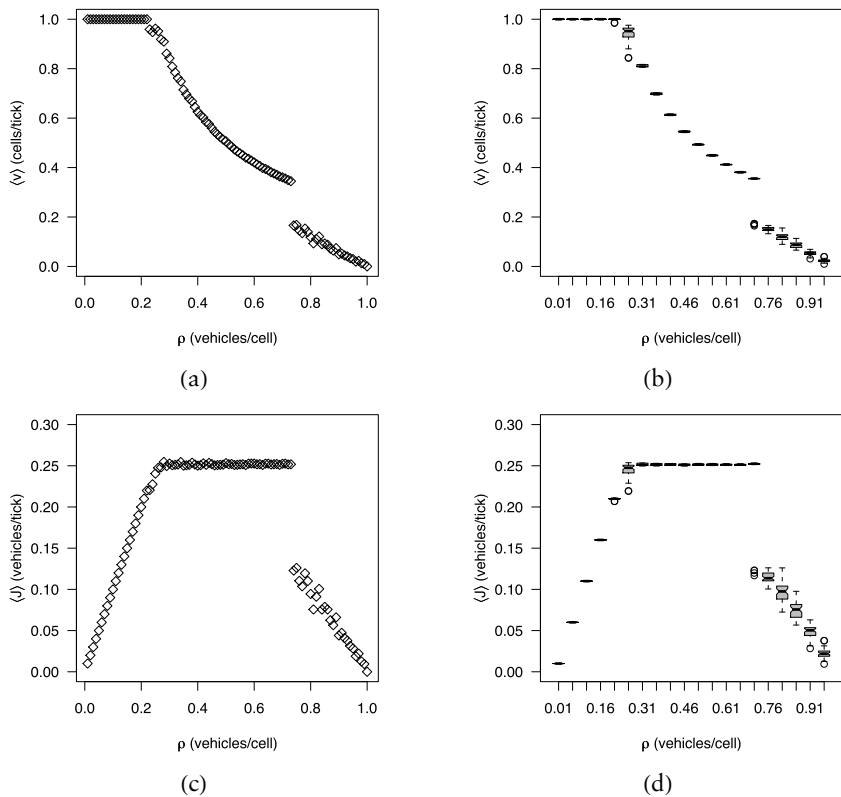 1.0
0.8
0.6
0.4
0.2
0.0
⟨v⟩ (cells/tick)
0.0 0.2 0.4 0.6 0.8 1.0
ρ (vehicles/cell)
(a)
1.0
0.8
0.6
0.4
0.2
0.0
⟨v⟩ (cells/tick)
0.01 0.16 0.31 0.46 0.61 0.76 0.91
ρ (vehicles/cell)
(b)
0.30
0.25
0.20
0.15
0.10
0.05
0.00
⟨J⟩ (vehicles/tick)
0.0 0.2 0.4 0.6 0.8 1.0
ρ (vehicles/cell)
(c)
0.30
0.25
0.20
0.15
0.10
0.05
0.00
⟨J⟩ (vehicles/tick)
0.01 0.16 0.31 0.46 0.61 0.76 0.91
ρ (vehicles/cell)
(d)